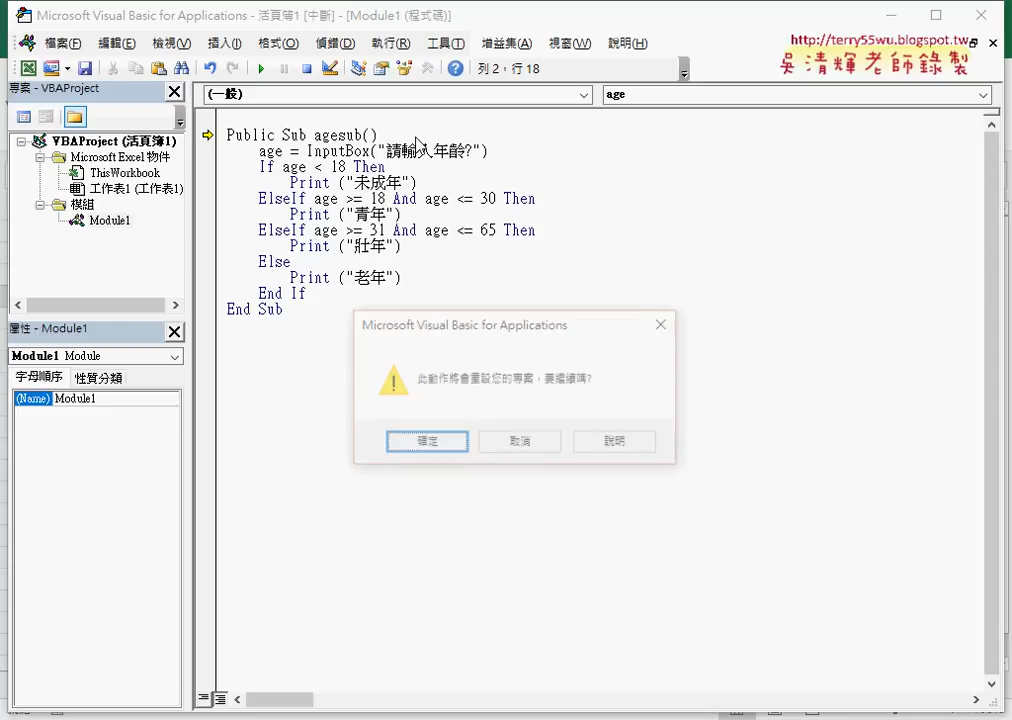 Microsoft Visual Basic for Applications - 活頁簿1 [中斷] - [Module1 (程式碼)]
檔案(F) 編輯(E) 檢視(V) 插入(I) 格式(O) 偵錯(D) 執行(R) 工具(T) 增益集(A) 視窗(W) 說明(H)
http://terry55wu.blogspot.tw
吳清輝老師錄製
列 2，行 18
專案 - VBAProject
(一般)
age
VBAProject (活頁簿1)
Microsoft Excel 物件
ThisWorkbook
工作表1 (工作表1)
模組
Module1
Public Sub agesub()
age = InputBox("請輸入年齡?")
If age < 18 Then
Print ("未成年")
ElseIf age >= 18 And age <= 30 Then
Print ("青年")
ElseIf age >= 31 And age <= 65 Then
Print ("壯年")
Else
Print ("老年")
End If
End Sub
屬性 - Module1
Module1 Module
字母順序 性質分類
(Name) Module1
Microsoft Visual Basic for Applications
此動作將會重設您的專案，要繼續嗎?
確定 取消 說明